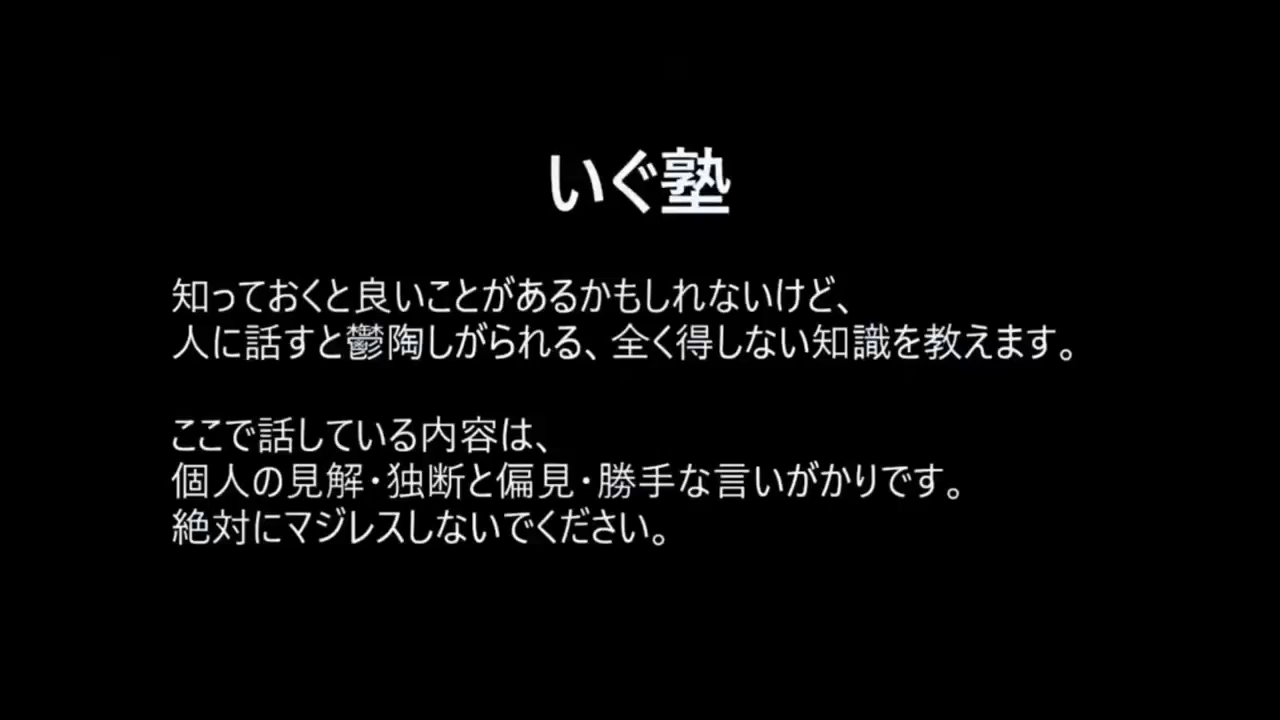 いぐ塾
知っておくと良いことがあるかもしれないけど、
人に話すと鬱陶しがられる、全く得しない知識を教えます。
ここで話している内容は、
個人の見解・独断と偏見・勝手な言いがかりです。
絶対にマジレスしないでください。